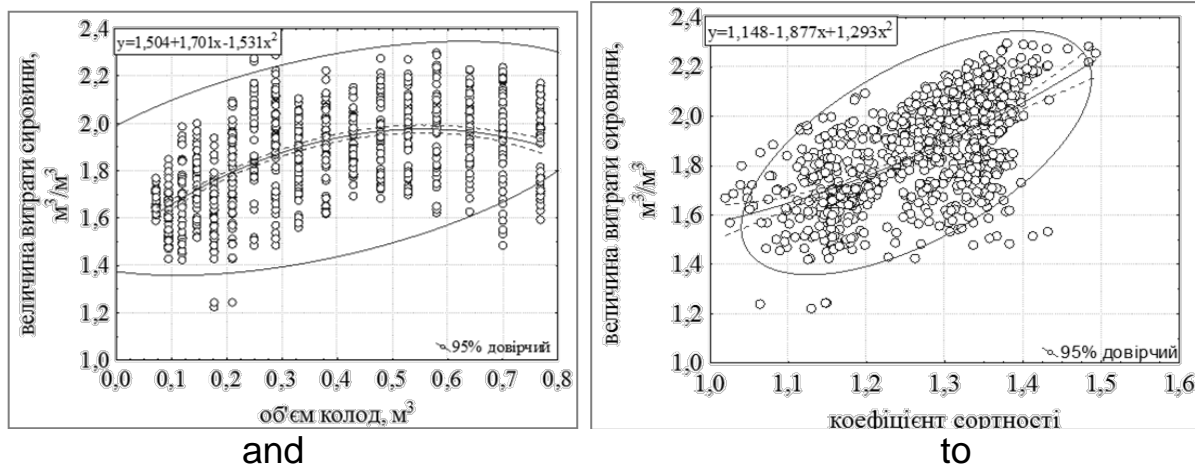 y=1,504+1,701x-1,531x²
величина витрати сировини,
м³/м³
2,4
2,2
2,0
1,8
1,6
1,4
1,2
1,0
0,0 0,1 0,2 0,3 0,4 0,5 0,6 0,7 0,8
95% довірчий
об'єм колод, м³
and
y=1,148-1,877x+1,293x²
величина витрати сировини,
м³/м³
2,4
2,2
2,0
1,8
1,6
1,4
1,2
1,0
1,0 1,1 1,2 1,3 1,4 1,5 1,6
95% довірчий
коефіцієнт сортності
to